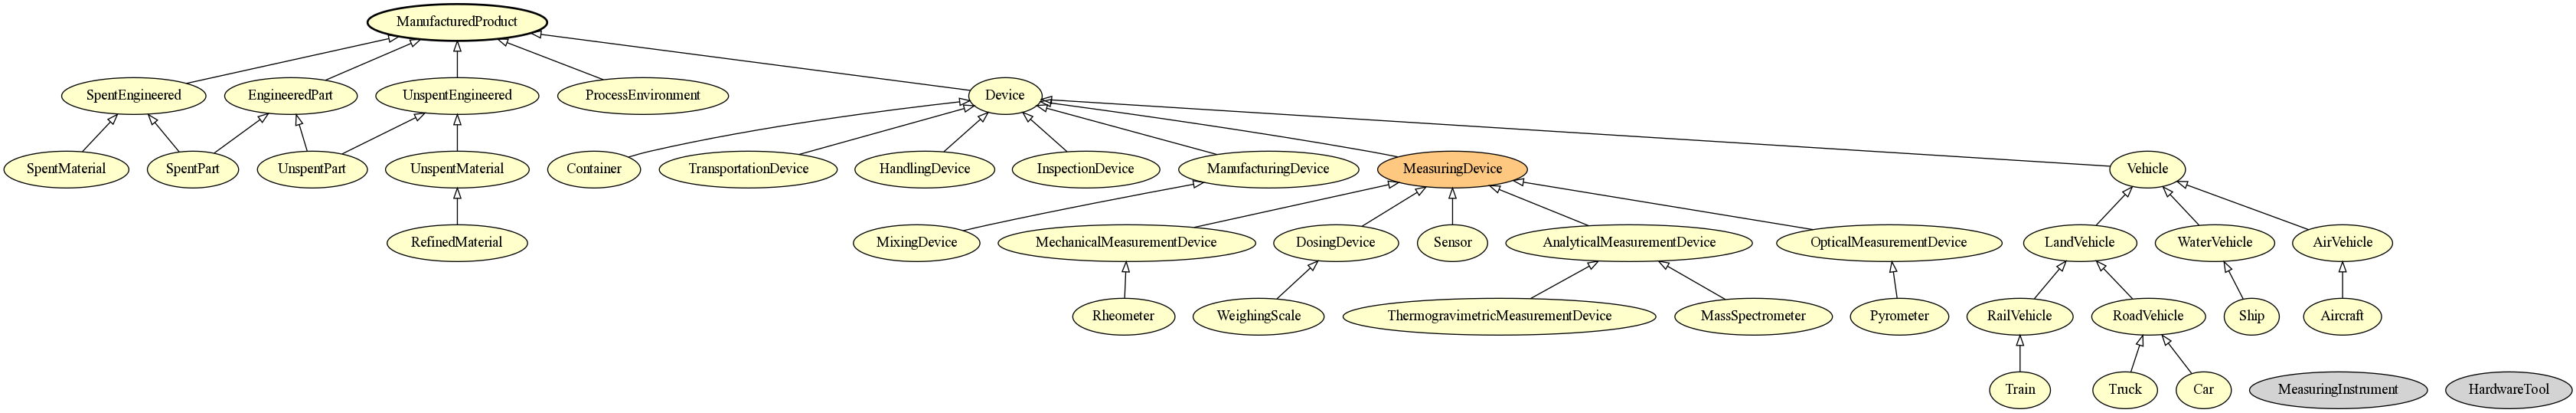 ManufacturedProduct
SpentEngineered
EngineeredPart
UnspentEngineered
ProcessEnvironment
Device
SpentMaterial
SpentPart
UnspentPart
UnspentMaterial
Container
TransportationDevice
HandlingDevice
InspectionDevice
ManufacturingDevice
MeasuringDevice
Vehicle
RefinedMaterial
MixingDevice
MechanicalMeasurementDevice
DosingDevice
Sensor
AnalyticalMeasurementDevice
OpticalMeasurementDevice
LandVehicle
WaterVehicle
AirVehicle
Rheometer
WeighingScale
ThermogravimetricMeasurementDevice
MassSpectrometer
Pyrometer
RailVehicle
RoadVehicle
Ship
Aircraft
Train
Truck
Car
MeasuringInstrument
HardwareTool